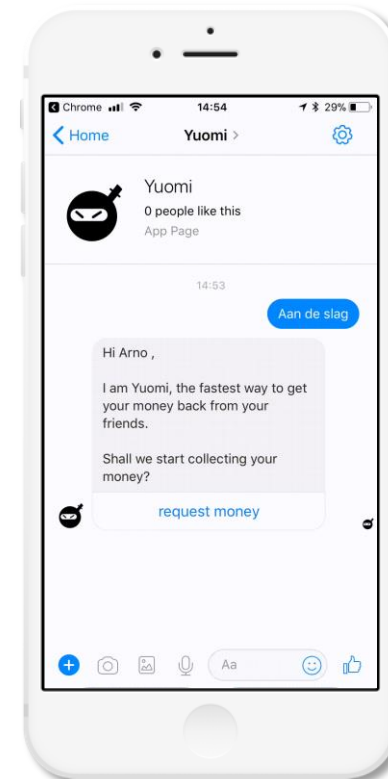 Chrome 14:54 29%
Home Yuomi
Yuomi
0 people like this
App Page
14:53
Aan de slag
Hi Arno ,
I am Yuomi, the fastest way to get
your money back from your
friends.
Shall we start collecting your
money?
request money
Aa